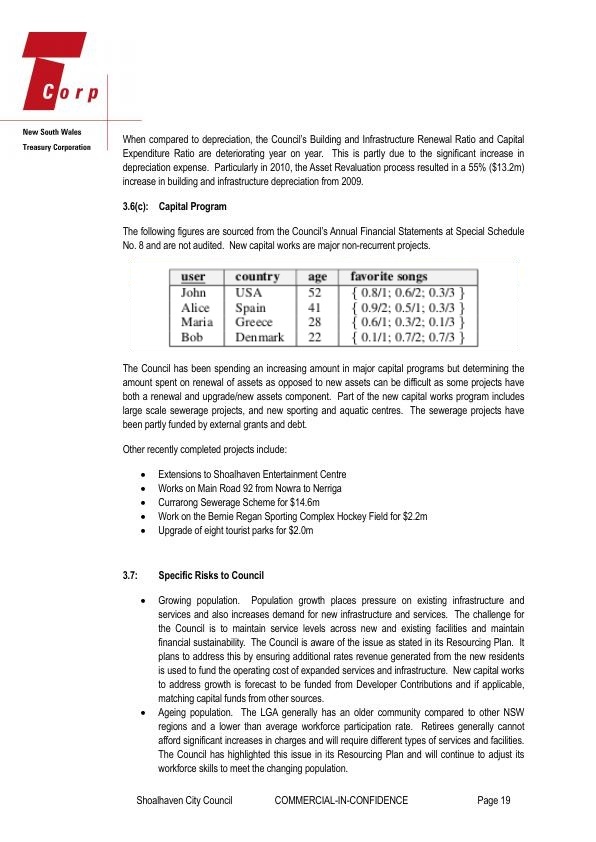 T
Corp
New South Wales
Treasury Corporation
When compared to depreciation, the Council's Building and Infrastructure Renewal Ratio and Capital
Expenditure Ratio are deteriorating year on year. This is partly due to the significant increase in
depreciation expense. Particularly in 2010, the Asset Revaluation process resulted in a 55% ($13.2m)
increase in building and infrastructure depreciation from 2009.
3.6(c): Capital Program
The following figures are sourced from the Council's Annual Financial Statements at Special Schedule
No. 8 and are not audited. New capital works are major non-recurrent projects.
user country age favorite songs
John USA 52 { 0.8/1; 0.6/2; 0.3/3 }
Alice Spain 41 { 0.9/2; 0.5/1; 0.3/3 }
Maria Greece 28 { 0.6/1; 0.3/2; 0.1/3 }
Bob Denmark 22 { 0.1/1; 0.7/2; 0.7/3 }
The Council has been spending an increasing amount in major capital programs but determining the
amount spent on renewal of assets as opposed to new assets can be difficult as some projects have
both a renewal and upgrade/new assets component. Part of the new capital works program includes
large scale sewerage projects, and new sporting and aquatic centres. The sewerage projects have
been partly funded by external grants and debt.
Other recently completed projects include:
• Extensions to Shoalhaven Entertainment Centre
• Works on Main Road 92 from Nowra to Nerriga
• Currarong Sewerage Scheme for $14.6m
• Work on the Bernie Regan Sporting Complex Hockey Field for $2.2m
• Upgrade of eight tourist parks for $2.0m
3.7: Specific Risks to Council
• Growing population. Population growth places pressure on existing infrastructure and
services and also increases demand for new infrastructure and services. The challenge for
the Council is to maintain service levels across new and existing facilities and maintain
financial sustainability. The Council is aware of the issue as stated in its Resourcing Plan. It
plans to address this by ensuring additional rates revenue generated from the new residents
is used to fund the operating cost of expanded services and infrastructure. New capital works
to address growth is forecast to be funded from Developer Contributions and if applicable,
matching capital funds from other sources.
• Ageing population. The LGA generally has an older community compared to other NSW
regions and a lower than average workforce participation rate. Retirees generally cannot
afford significant increases in charges and will require different types of services and facilities.
The Council has highlighted this issue in its Resourcing Plan and will continue to adjust its
workforce skills to meet the changing population.
Shoalhaven City Council COMMERCIAL-IN-CONFIDENCE Page 19